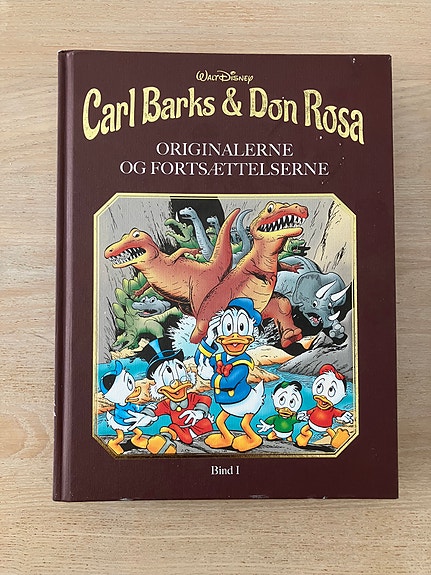 Walt Disney
Carl Barks & Don Rosa
ORIGINALERNE
OG FORTSÆTTELSERNE
Bind I